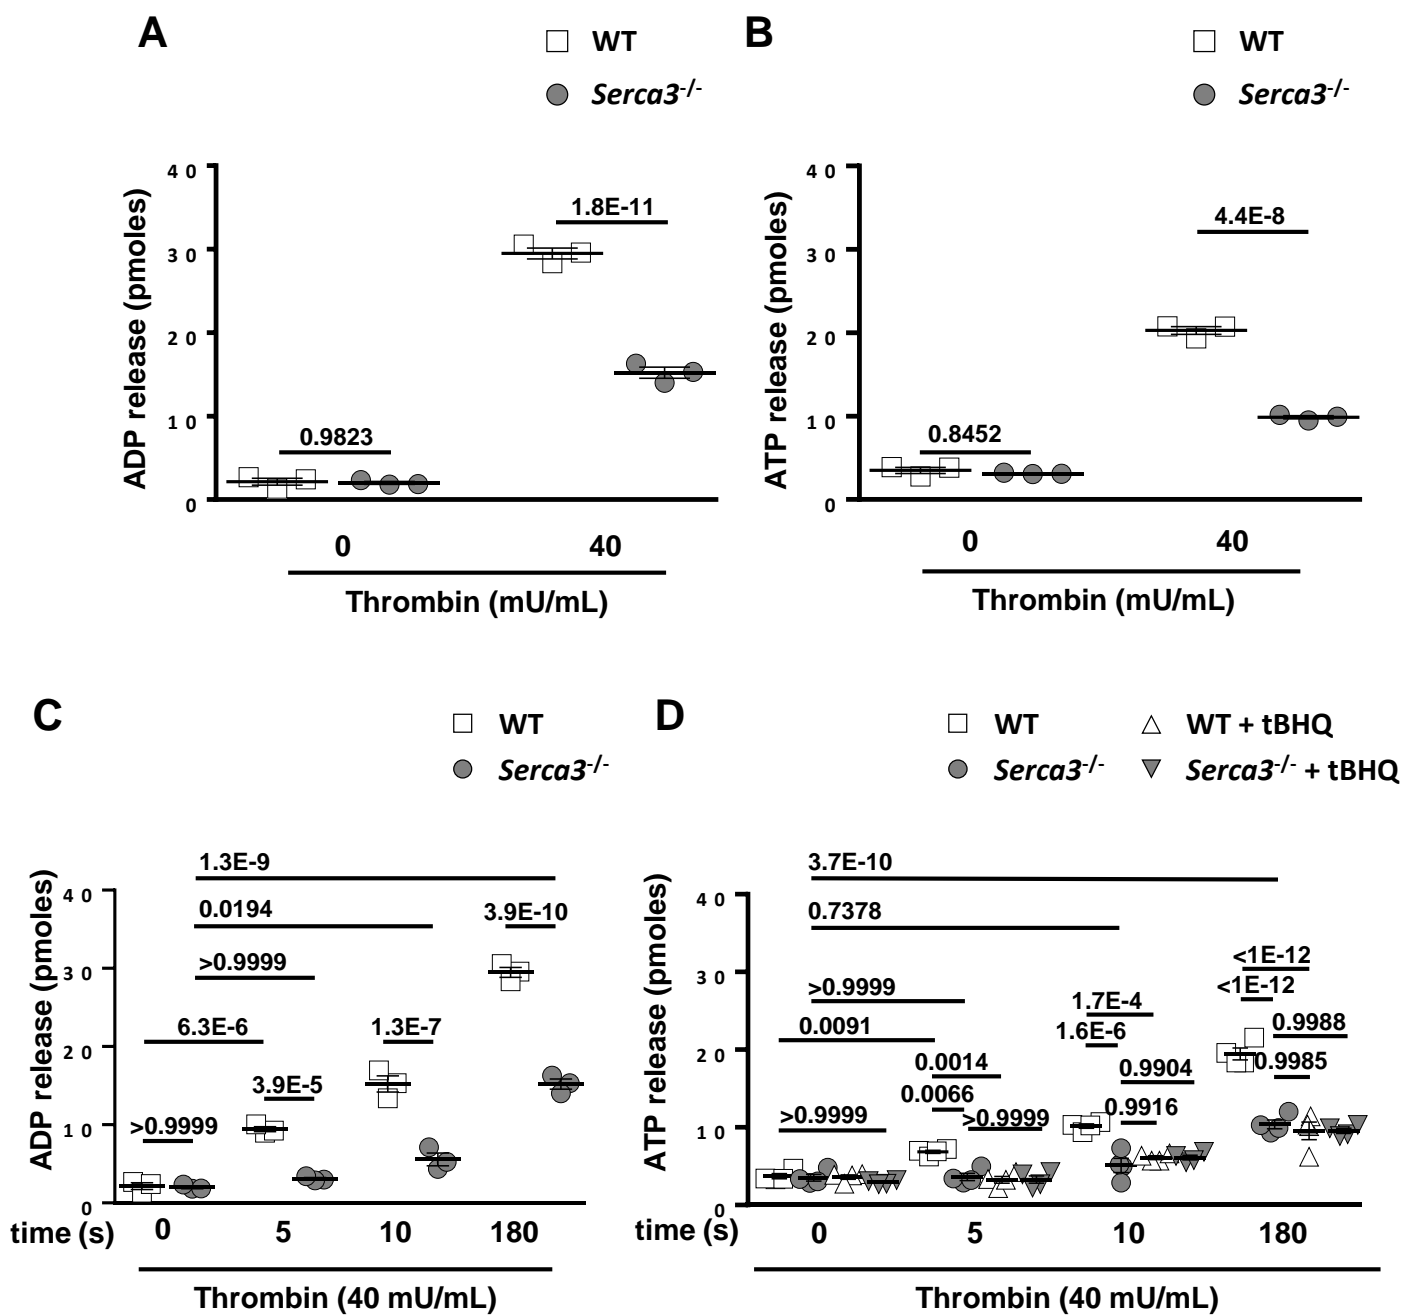 A
WT
Serca3-/-
ADP release (pmoles)
40
30
20
10
0
1.8E-11
0.9823
0
40
Thrombin (mU/mL)
B
WT
Serca3-/-
ATP release (pmoles)
40
30
20
10
0
4.4E-8
0.8452
0
40
Thrombin (mU/mL)
C
WT
Serca3-/-
ADP release (pmoles)
40
30
20
10
0
1.3E-9
0.0194
3.9E-10
>0.9999
6.3E-6
1.3E-7
3.9E-5
>0.9999
time (s)
0
5
10
180
Thrombin (40 mU/mL)
D
WT
WT + tBHQ
Serca3-/-
Serca3-/- + tBHQ
ATP release (pmoles)
40
30
20
10
0
3.7E-10
0.7378
<1E-12
>0.9999
<1E-12
1.7E-4
0.0091
1.6E-6
0.9988
0.0014
0.9904
0.9985
0.0066
>0.9999
>0.9999
0.9916
time (s)
0
5
10
180
Thrombin (40 mU/mL)